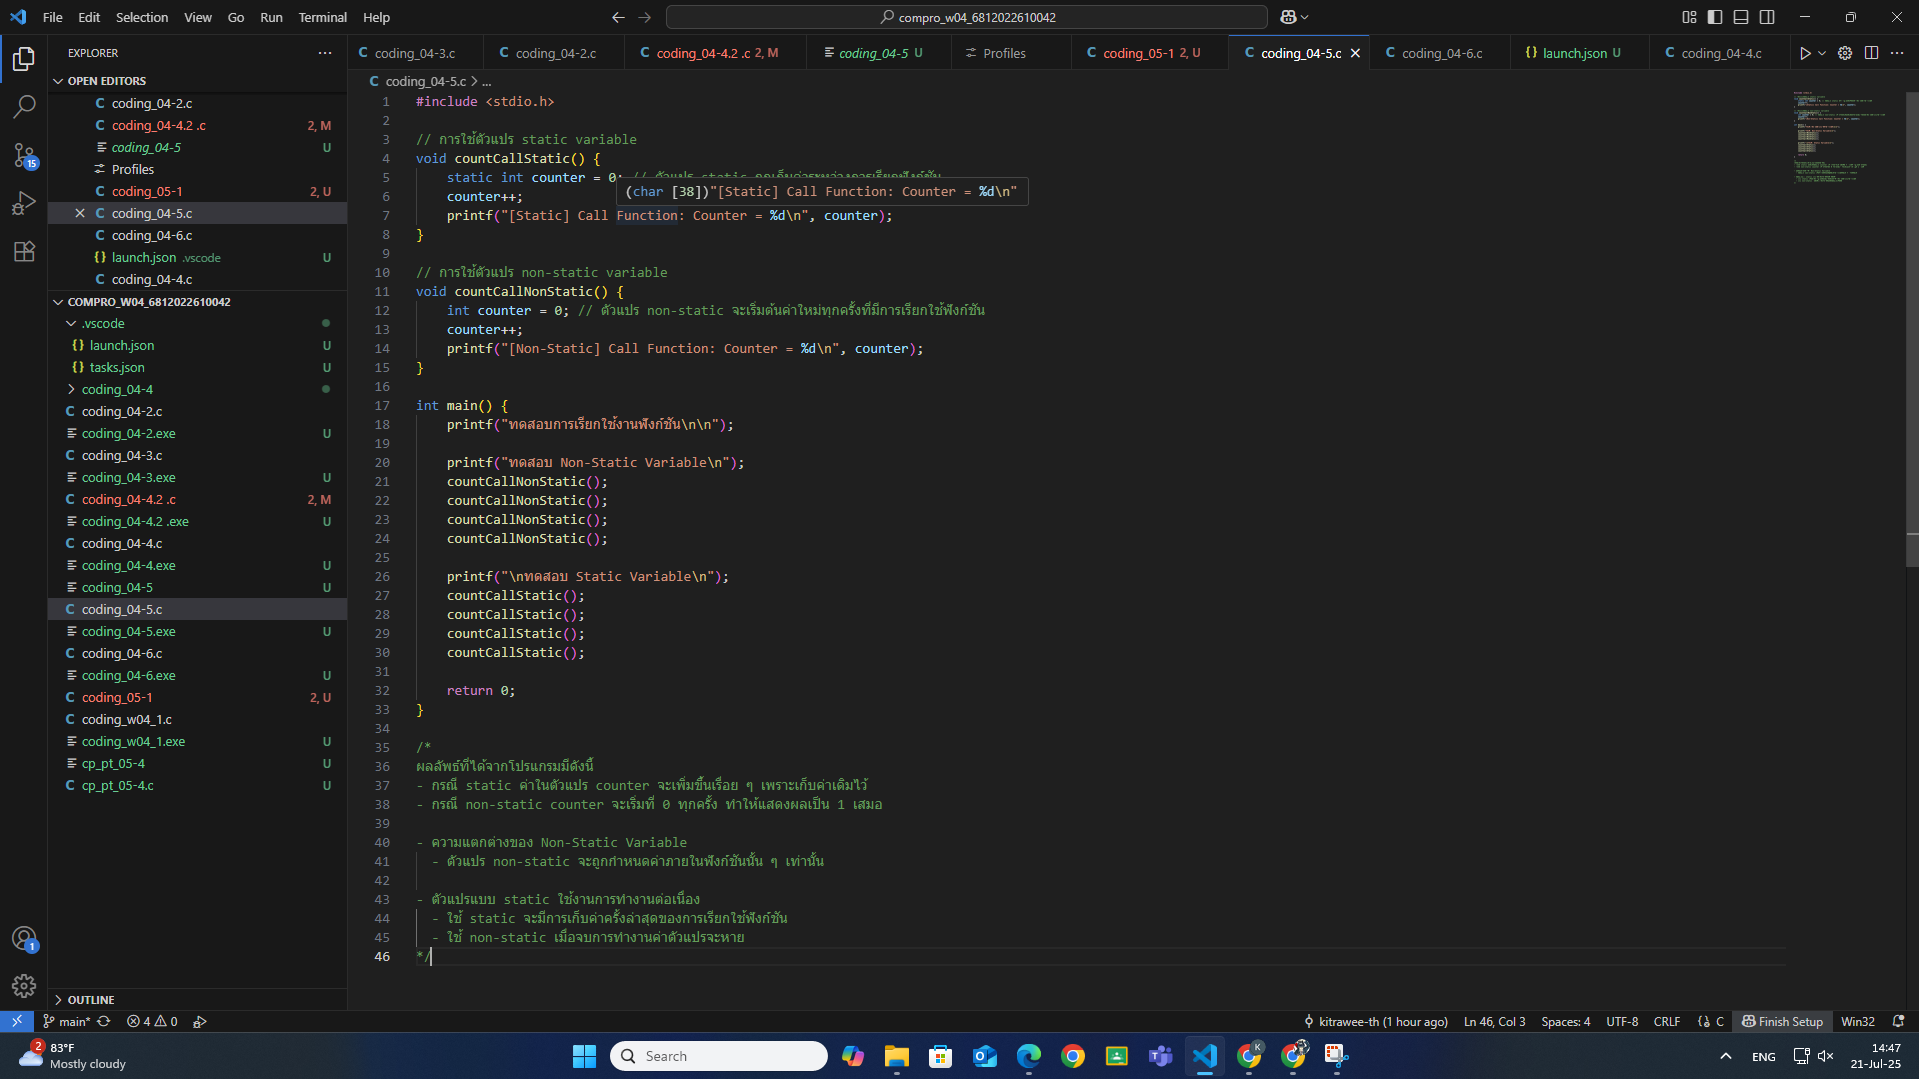 File Edit Selection View Go Run Terminal Help
compro_w04_6812022610042
EXPLORER
OPEN EDITORS
coding_04-2.c
coding_04-4.2 .c 2, M
coding_04-5 U
Profiles
coding_05-1 2, U
coding_04-5.c
coding_04-6.c
launch.json .vscode U
coding_04-4.c
COMPRO_W04_6812022610042
.vscode
launch.json U
tasks.json U
coding_04-4
coding_04-2.c
coding_04-2.exe U
coding_04-3.c
coding_04-3.exe U
coding_04-4.2 .c 2, M
coding_04-4.2 .exe U
coding_04-4.c
coding_04-4.exe U
coding_04-5 U
coding_04-5.c
coding_04-5.exe U
coding_04-6.c
coding_04-6.exe U
coding_05-1 2, U
coding_w04_1.c
coding_w04_1.exe U
cp_pt_05-4 U
cp_pt_05-4.c U
OUTLINE
coding_04-3.c coding_04-2.c coding_04-4.2 .c 2, M coding_04-5 U Profiles coding_05-1 2, U coding_04-5.c coding_04-6.c launch.json U coding_04-4.c
coding_04-5.c > ...
1 #include <stdio.h>
2
3 // การใช้ตัวแปร static variable
4 void countCallStatic() {
5 static int counter = 0;
(char [38])"[Static] Call Function: Counter = %d\n"
6 counter++;
7 printf("[Static] Call Function: Counter = %d\n", counter);
8 }
9
10 // การใช้ตัวแปร non-static variable
11 void countCallNonStatic() {
12 int counter = 0; // ตัวแปร non-static จะเริ่มต้นค่าใหม่ทุกครั้งที่มีการเรียกใช้ฟังก์ชัน
13 counter++;
14 printf("[Non-Static] Call Function: Counter = %d\n", counter);
15 }
16
17 int main() {
18 printf("ทดสอบการเรียกใช้งานฟังก์ชัน\n\n");
19
20 printf("ทดสอบ Non-Static Variable\n");
21 countCallNonStatic();
22 countCallNonStatic();
23 countCallNonStatic();
24 countCallNonStatic();
25
26 printf("\nทดสอบ Static Variable\n");
27 countCallStatic();
28 countCallStatic();
29 countCallStatic();
30 countCallStatic();
31
32 return 0;
33 }
34
35 /*
36 ผลลัพธ์ที่ได้จากโปรแกรมมีดังนี้
37 - กรณี static ค่าในตัวแปร counter จะเพิ่มขึ้นเรื่อย ๆ เพราะเก็บค่าเดิมไว้
38 - กรณี non-static counter จะเริ่มที่ 0 ทุกครั้ง ทำให้แสดงผลเป็น 1 เสมอ
39
40 - ความแตกต่างของ Non-Static Variable
41 - ตัวแปร non-static จะถูกกำหนดค่าภายในฟังก์ชันนั้น ๆ เท่านั้น
42
43 - ตัวแปรแบบ static ใช้งานการทำงานต่อเนื่อง
44 - ใช้ static จะมีการเก็บค่าครั้งล่าสุดของการเรียกใช้ฟังก์ชัน
45 - ใช้ non-static เมื่อจบการทำงานค่าตัวแปรจะหาย
46 */
15
1
main* 4 0
kitrawee-th (1 hour ago) Ln 46, Col 3 Spaces: 4 UTF-8 CRLF C Finish Setup Win32
2
83°F
Mostly cloudy
Search
K
ENG
14:47
21-Jul-25